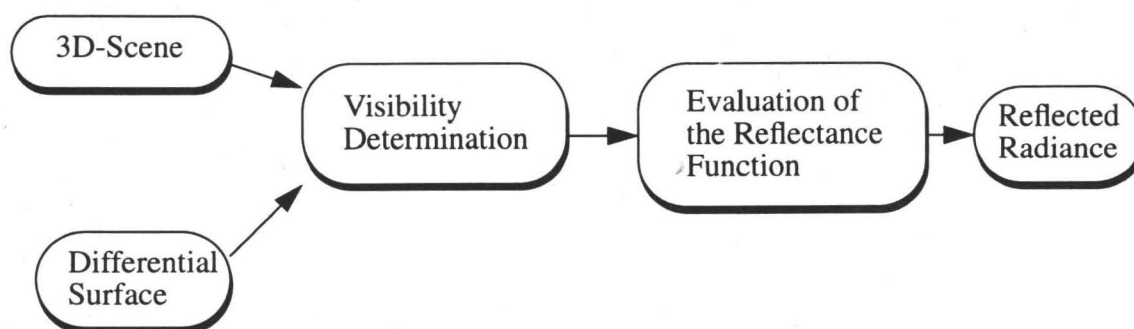 3D-Scene
Visibility
Determination
Evaluation of
the Reflectance
Function
Reflected
Radiance
Differential
Surface